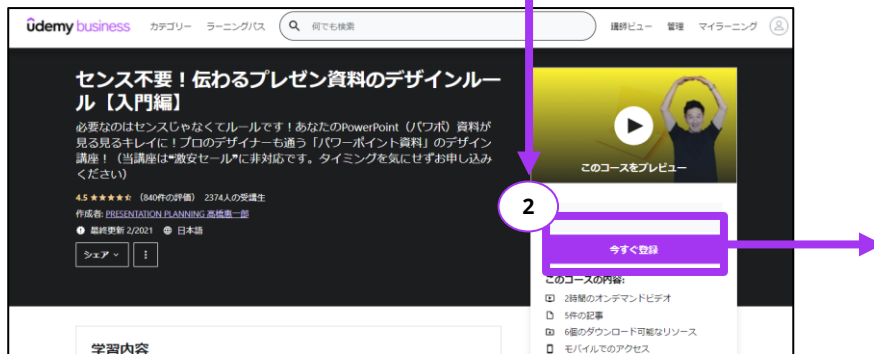 ûdemy business カテゴリー ラーニングパス 何でも検索 講師ビュー 管理 マイラーニング
センス不要！伝わるプレゼン資料のデザインルー
ル【入門編】
必要なのはセンスじゃなくてルールです！あなたのPowerPoint（パワポ）資料が
見る見るキレイに！プロのデザイナーも通う「パワーポイント資料」のデザイン
講座！（当講座は❝激安セール❞に非対応です。タイミングを気にせずお申し込み
ください）
4.5 ★★★★⯪ （840件の評価） 2374人の受講生
作成者: PRESENTATION PLANNING 髙橋惠一郎
最終更新 2/2021 日本語
シェア
学習内容
このコースをプレビュー
2
今すぐ登録
このコースの内容:
2時間のオンデマンドビデオ
5件の記事
6個のダウンロード可能なリソース
モバイルでのアクセス